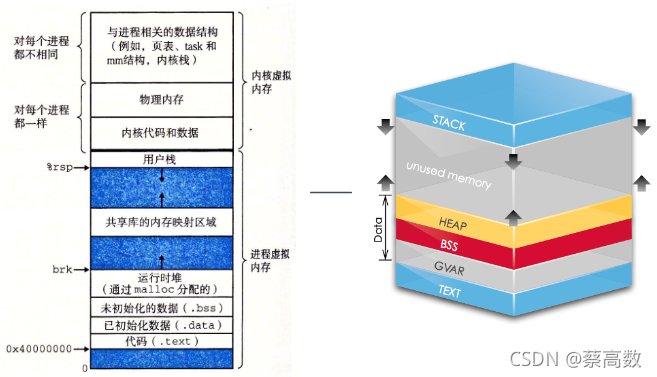 与进程相关的数据结构
（例如，页表、task 和
mm结构，内核栈）
对每个进程
都不相同
物理内存
内核代码和数据
对每个进程
都一样
内核虚拟
内存
用户栈
%rsp
共享库的内存映射区域
brk
运行时堆
（通过 malloc 分配的）
未初始化的数据（.bss）
已初始化数据（.data）
代码（.text）
进程虚拟
内存
0x40000000
0
STACK
unused memory
HEAP
BSS
GVAR
TEXT
Data
CSDN @蔡高数